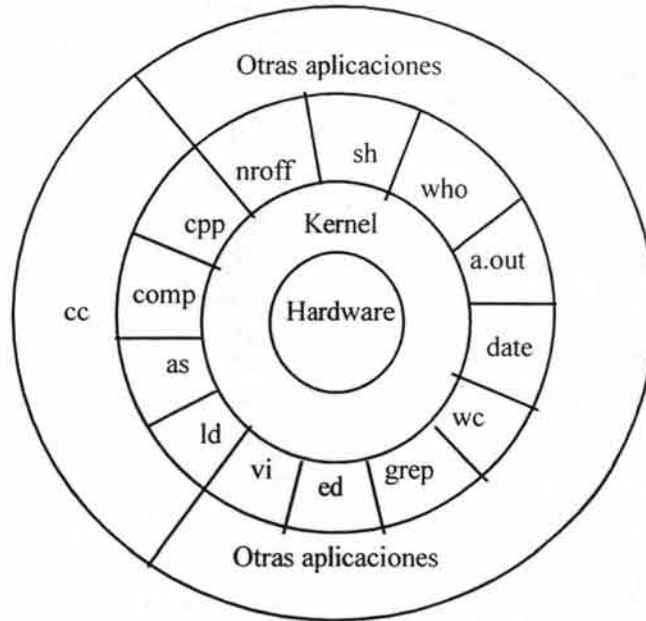 Otras aplicaciones
nroff
sh
who
cpp
Kernel
a.out
comp
Hardware
cc
date
as
wc
ld
vi
ed
grep
Otras aplicaciones